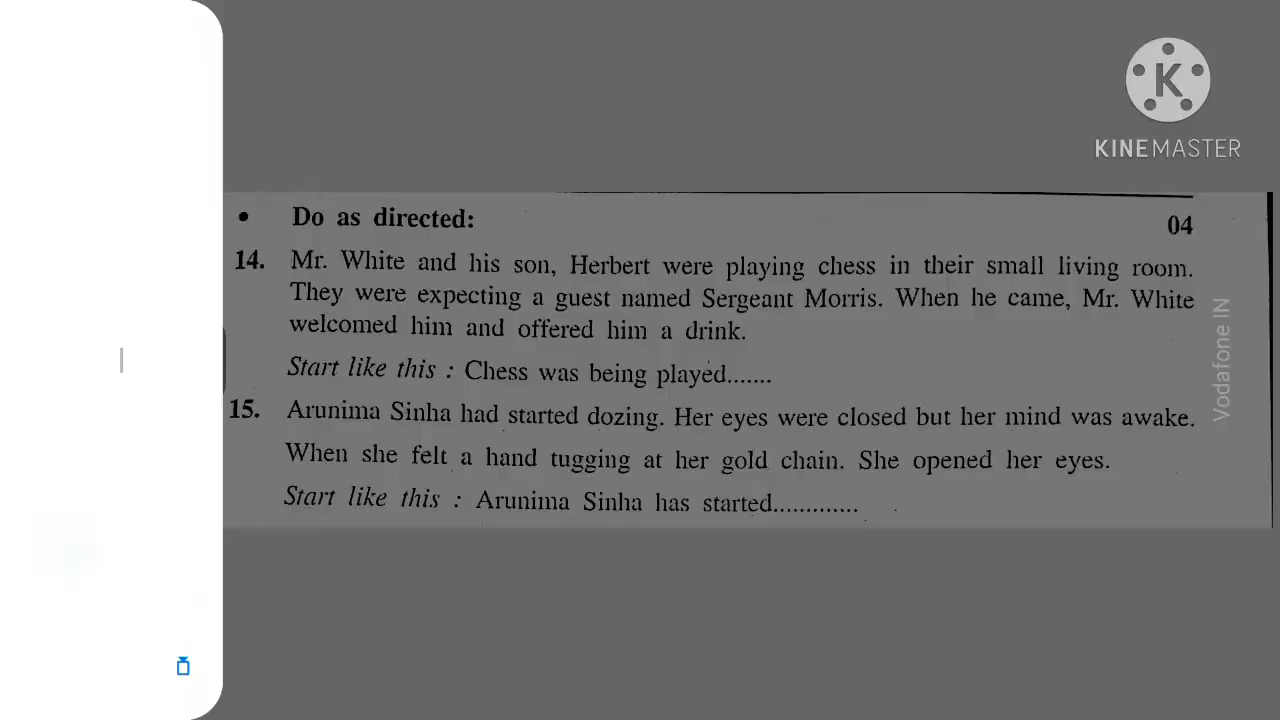 K
KINEMASTER
• Do as directed: 04
14. Mr. White and his son, Herbert were playing chess in their small living room.
They were expecting a guest named Sergeant Morris. When he came, Mr. White
welcomed him and offered him a drink.
Start like this : Chess was being played.......
15. Arunima Sinha had started dozing. Her eyes were closed but her mind was awake.
When she felt a hand tugging at her gold chain. She opened her eyes.
Start like this : Arunima Sinha has started.............
Vodafone IN